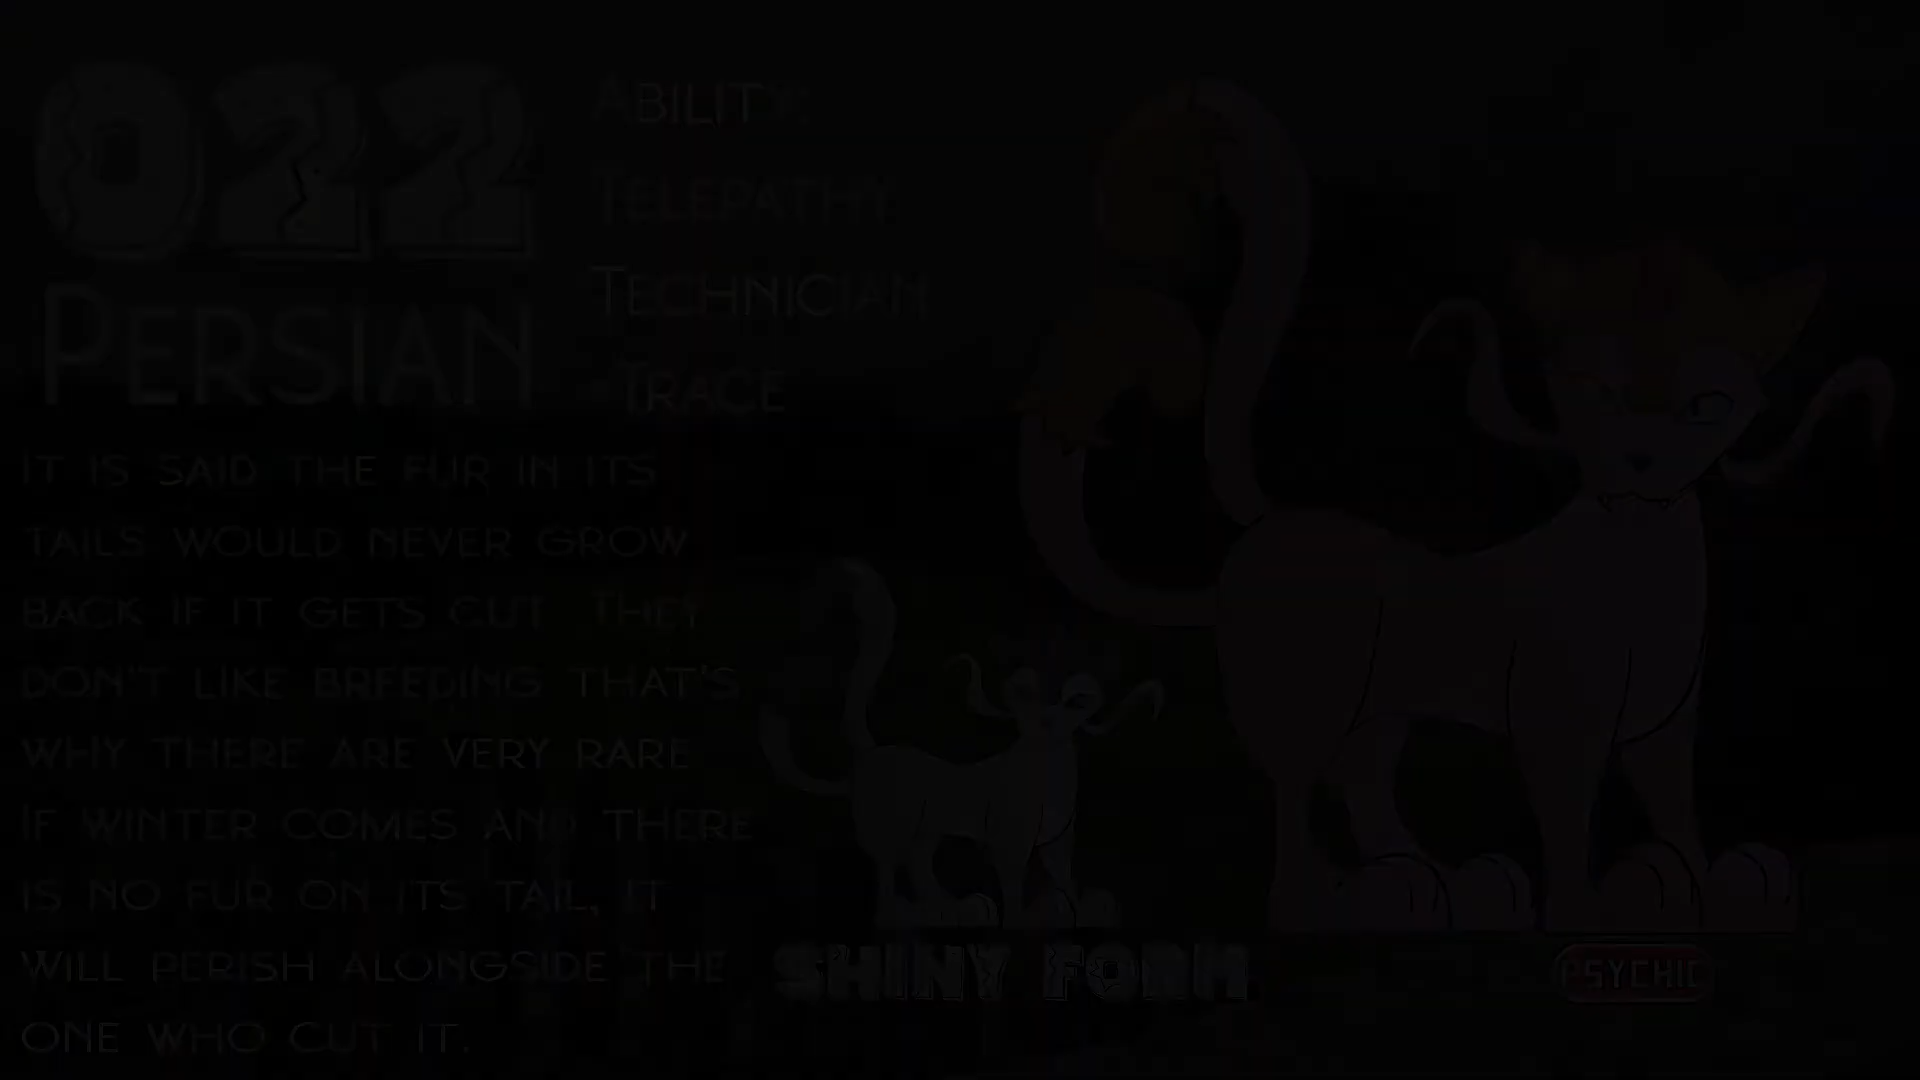 022
PERSIAN
ABILITY:
TELEPATHY
TECHNICIAN
TRACE
IT IS SAID THE FUR IN ITS
TAILS WOULD NEVER GROW
BACK IF IT GETS CUT. THEY
DON'T LIKE BREEDING THAT'S
WHY THERE ARE VERY RARE
IF WINTER COMES AND THERE
IS NO FUR ON ITS TAIL, IT
WILL PERISH ALONGSIDE THE
ONE WHO CUT IT.
SHINY FORM
PSYCHIC